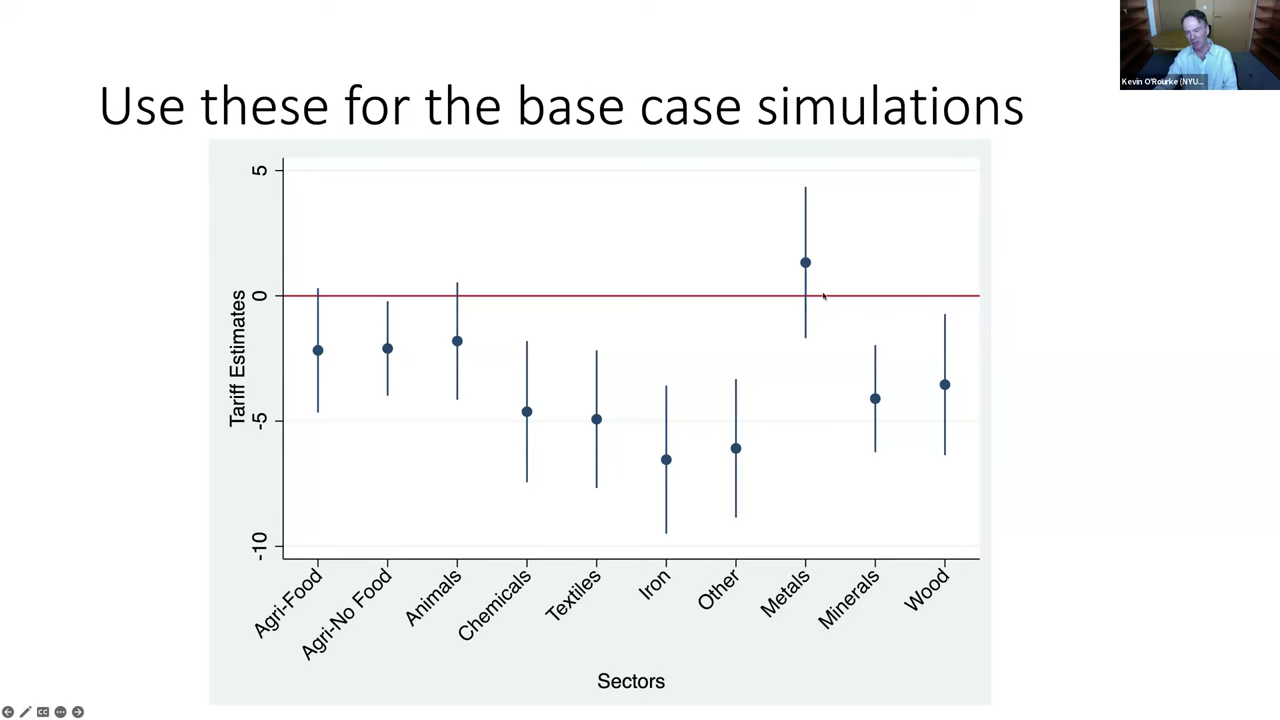 Kevin O'Rourke (NYU...
Use these for the base case simulations
5
0
-5
-10
Tariff Estimates
Agri-Food
Agri-No Food
Animals
Chemicals
Textiles
Iron
Other
Metals
Minerals
Wood
Sectors
CC